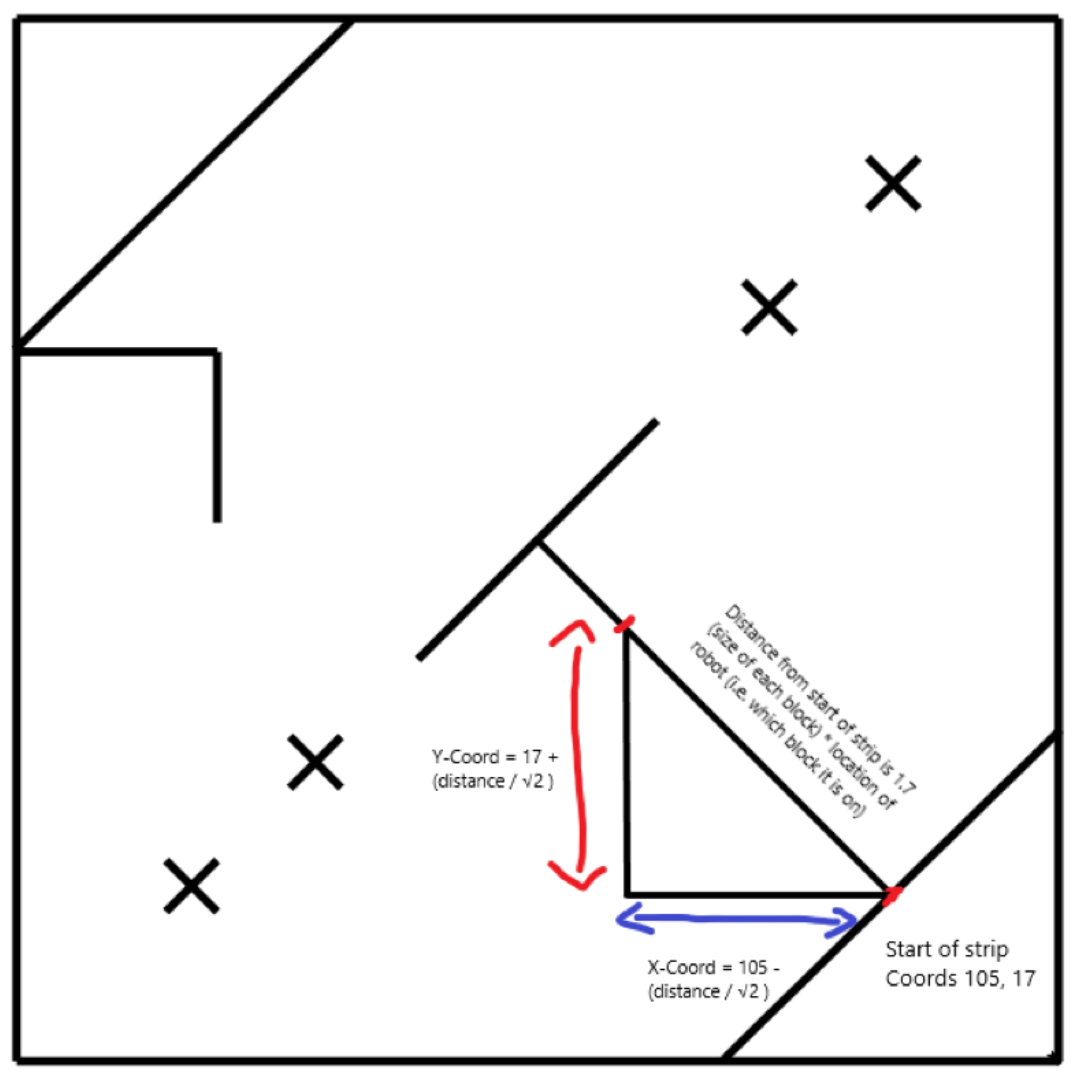 Distance from start of strip is 1.7
(size of each block) * location of
robot (i.e. which block it is on)
Y-Coord = 17 +
(distance / √2 )
Start of strip
Coords 105, 17
X-Coord = 105 -
(distance / √2 )